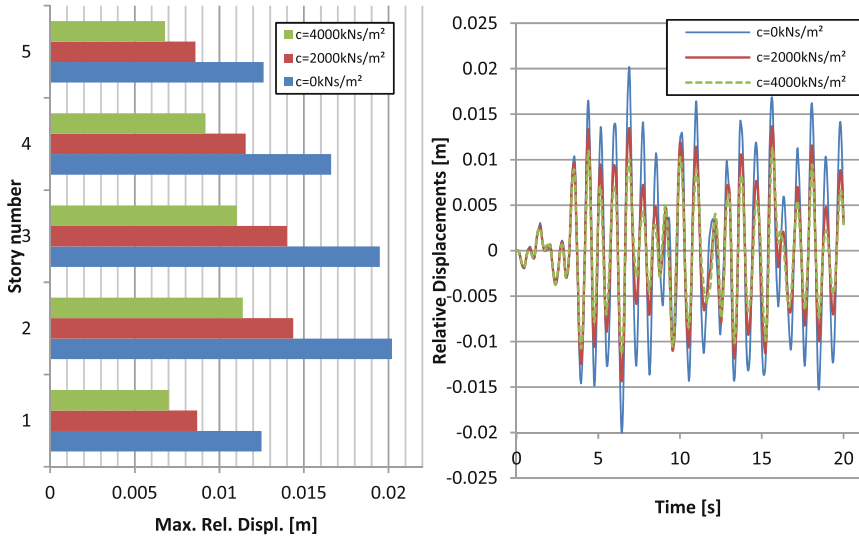 c=4000kNs/m²
c=2000kNs/m²
c=0kNs/m²
Story number
5
4
3
2
1
0
0.005
0.01
0.015
0.02
Max. Rel. Displ. [m]
c=0kNs/m²
c=2000kNs/m²
c=4000kNs/m²
Relative Displacements [m]
0.025
0.02
0.015
0.01
0.005
0
-0.005
-0.01
-0.015
-0.02
-0.025
0
5
10
15
20
Time [s]